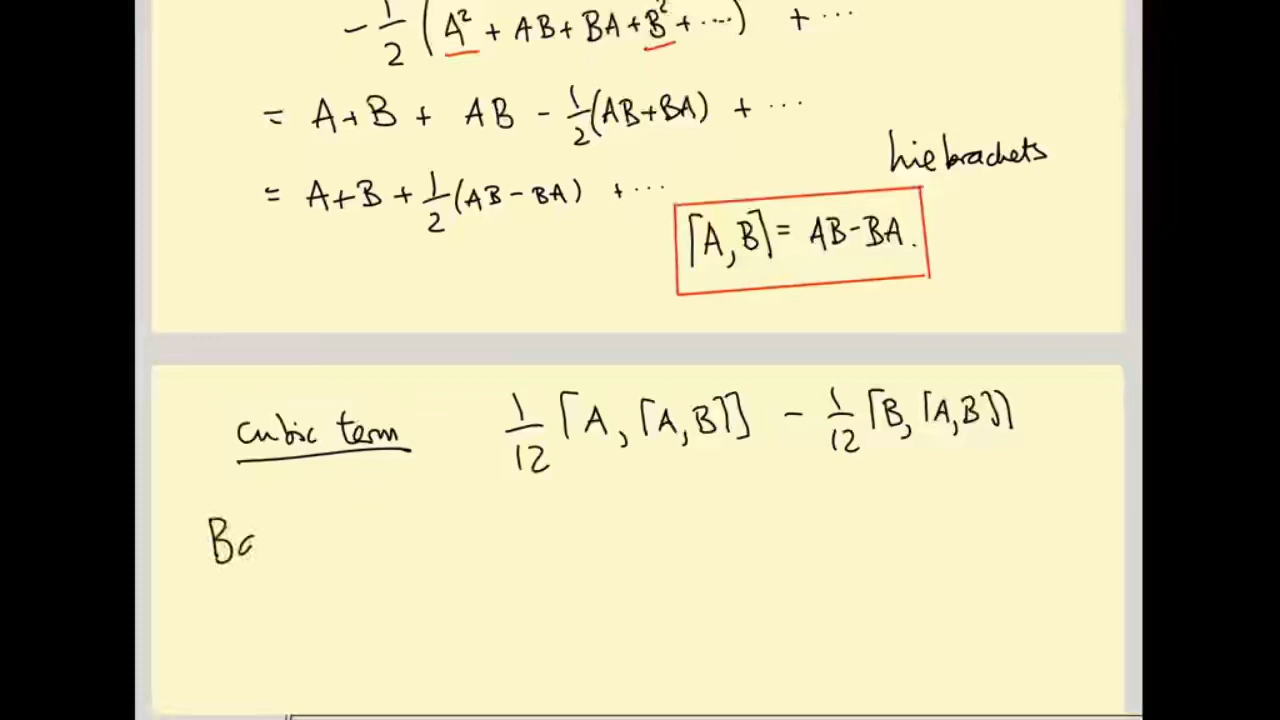 - 1/2 (A² + AB + BA + B² + ....) + ...
= A+B + AB - 1/2(AB+BA) + ...
= A+B + 1/2(AB - BA) + ...
Lie brackets
[A, B] = AB - BA.
cubic term 1/12 [A, [A, B]] - 1/12 [B, [A, B]]
Ba